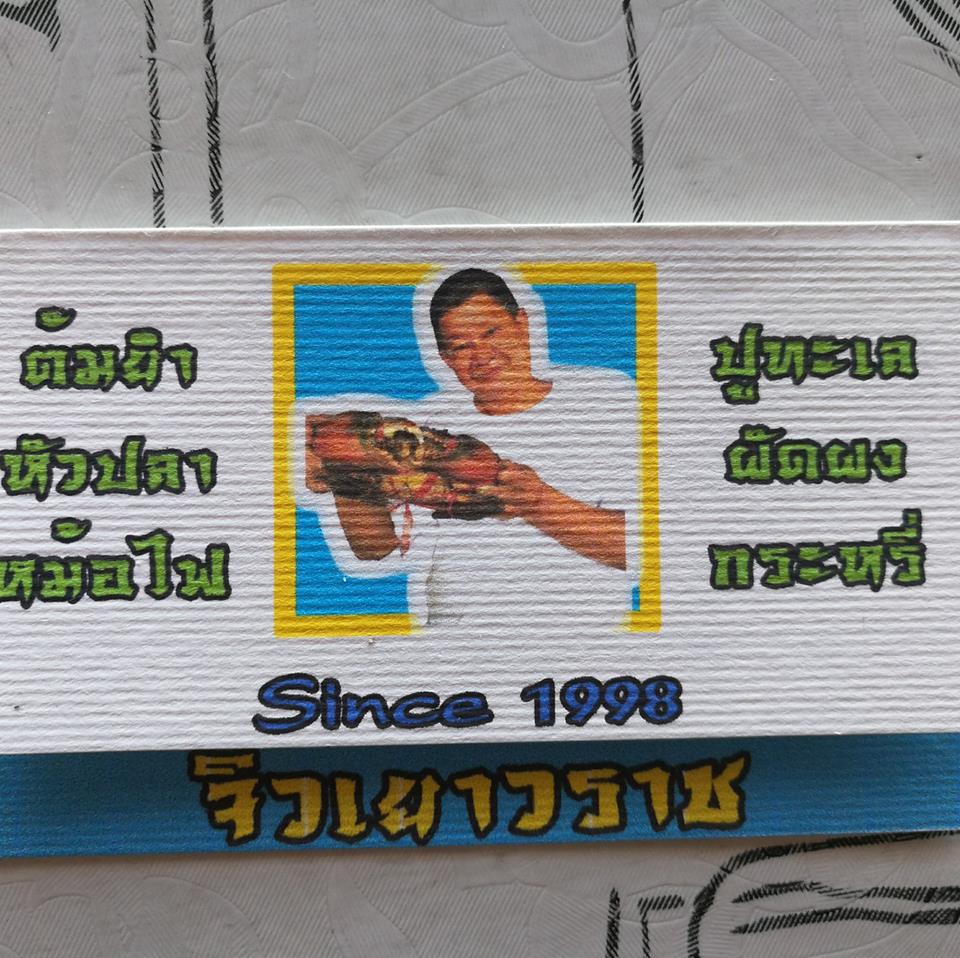 ต้มยำ
หัวปลา
หม้อไฟ
ปูทะเล
ผัดผง
กะหรี่
Since 1998
จิวเยาวราช